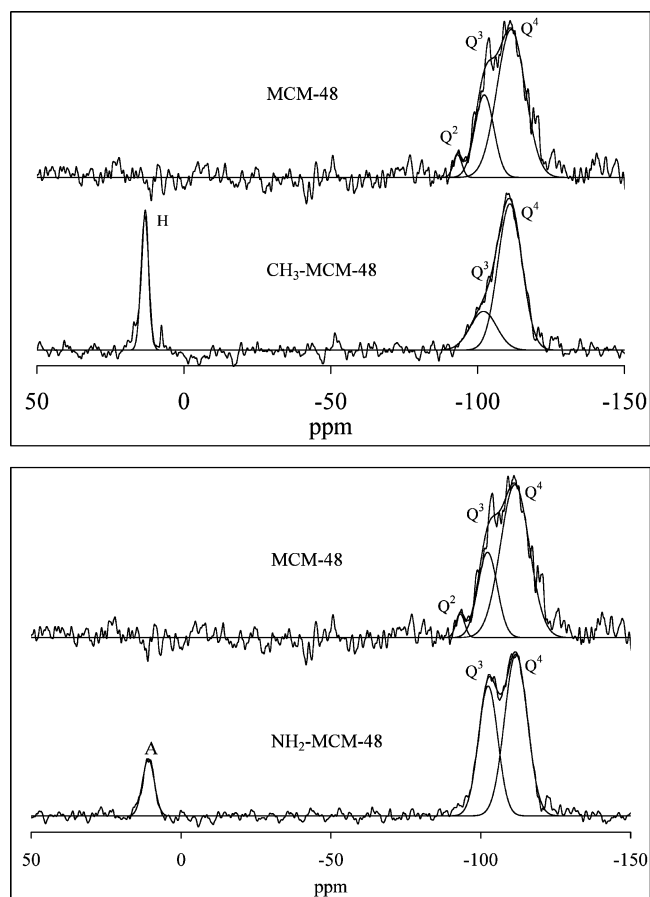 Q³ Q⁴
MCM-48
Q²
H
Q⁴
CH₃-MCM-48
Q³
50 0 -50 -100 -150
ppm
Q³ Q⁴
MCM-48
Q²
Q³ Q⁴
NH₂-MCM-48
A
50 0 -50 -100 -150
ppm